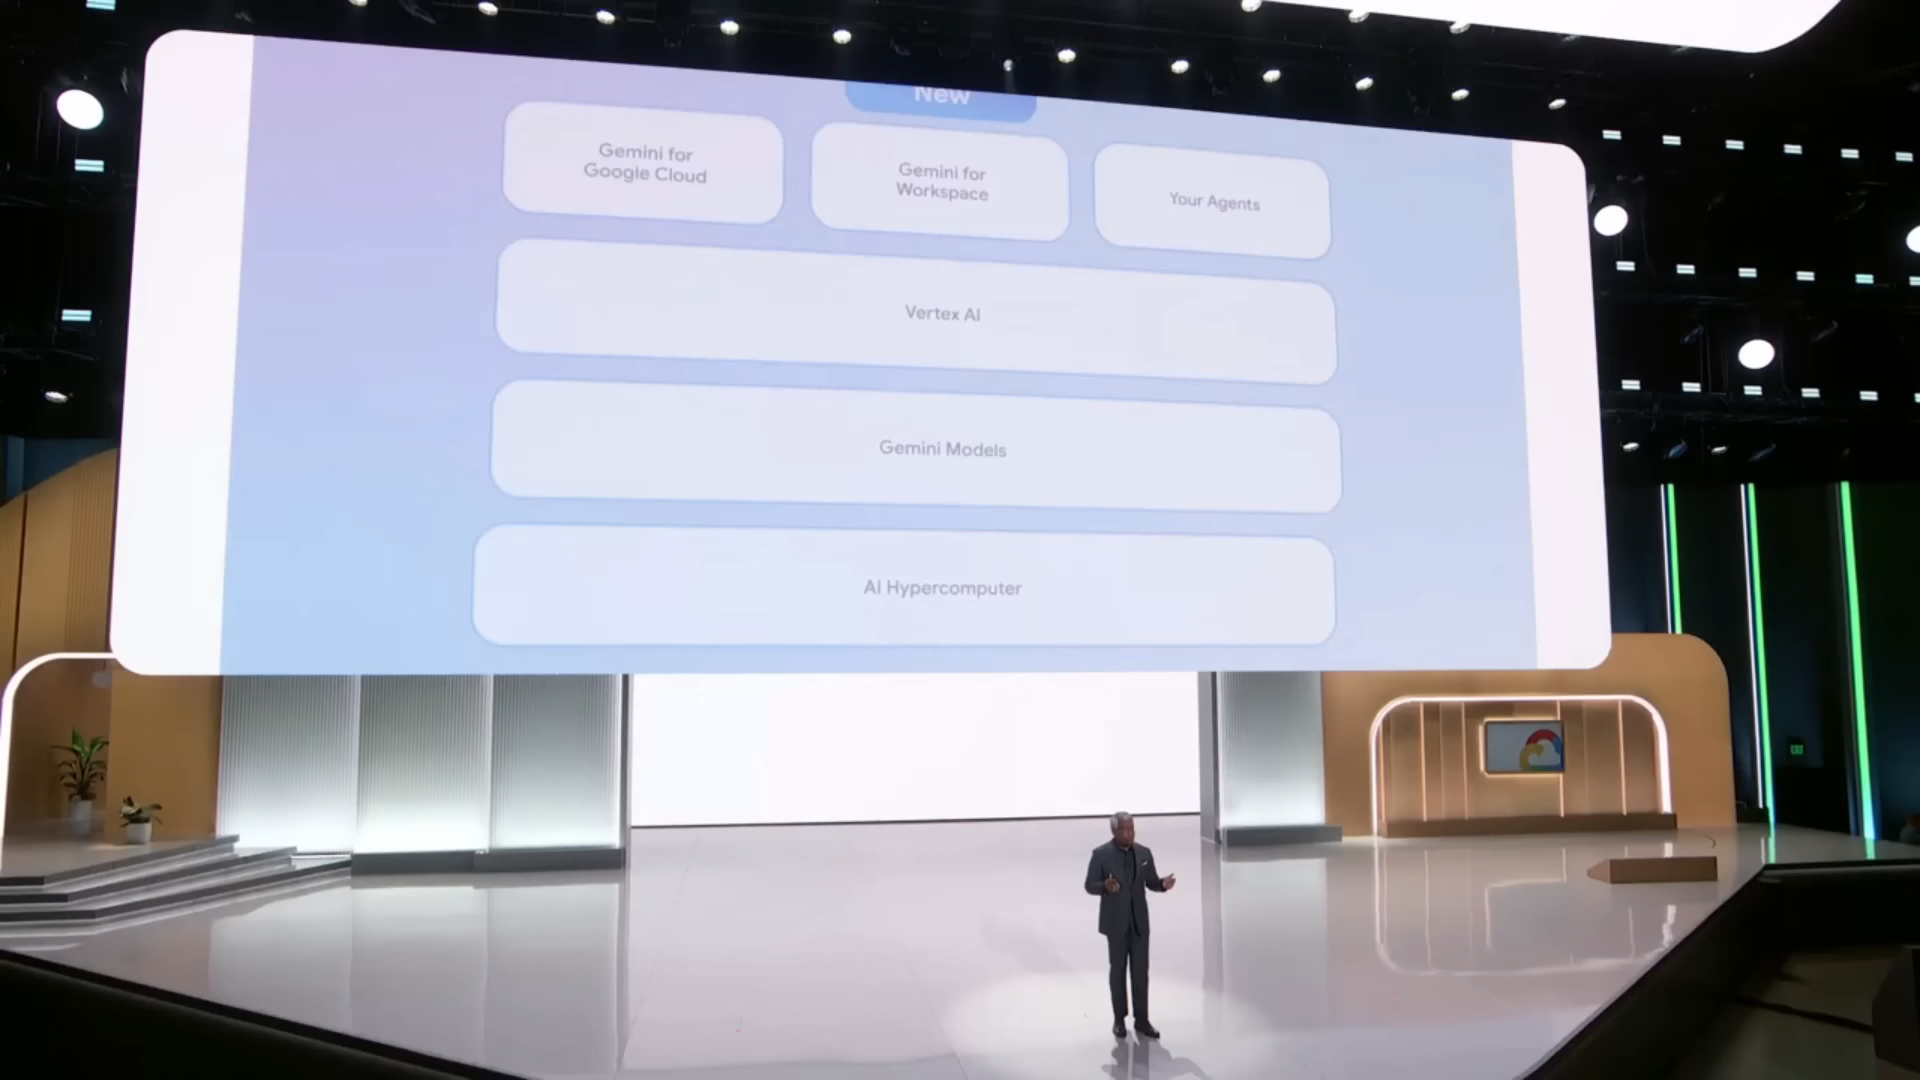 New
Gemini for
Google Cloud
Gemini for
Workspace
Your Agents
Vertex AI
Gemini Models
AI Hypercomputer